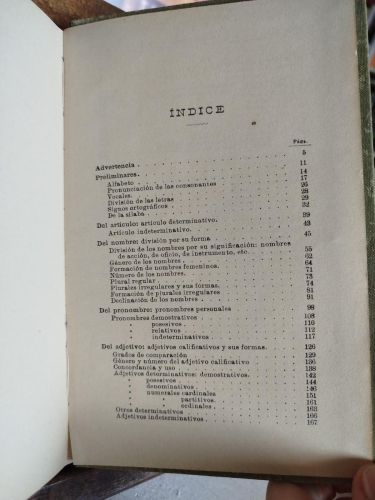 ÍNDICE
Págs.
Advertencia . . . 5
Preliminares . . . 11
Alfabeto . . . 14
Pronunciación de las consonantes . . . 17
Vocales . . . 26
División de las letras . . . 28
Signos ortográficos . . . 29
De la sílaba . . . 32
Del artículo: artículo determinativo. . . . 39
Artículo indeterminativo. . . . 43
Del nombre: división por su forma . . . 45
División de los nombres por su significación: nombres
de acción, de oficio, de instrumento, etc. . . . 55
Género de los nombres . . . 62
Formación de nombres femeninos. . . . 64
Número de los nombres. . . . 71
Plural regular . . . 73
Plurales irregulares y sus formas. . . . 74
Formación de plurales irregulares . . . 81
Declinación de los nombres . . . 91
Del pronombre: pronombres personales . . . 98
Pronombres demostrativos . . . 108
» posesivos . . . 110
» relativos . . . 112
» indeterminativos . . . 117
Del adjetivo: adjetivos calificativos y sus formas. . . . 126
Grados de comparación . . . 129
Género y número del adjetivo calificativo . . . 136
Concordancia y uso . . . 138
Adjetivos determinativos: demostrativos. . . . 142
» posesivos . . . 144
» denominativos . . . 146
» numerales cardinales . . . 151
» » partitivos . . . 161
» » ordinales . . . 163
Otros determinativos . . . 166
Adjetivos indeterminativos . . . 167